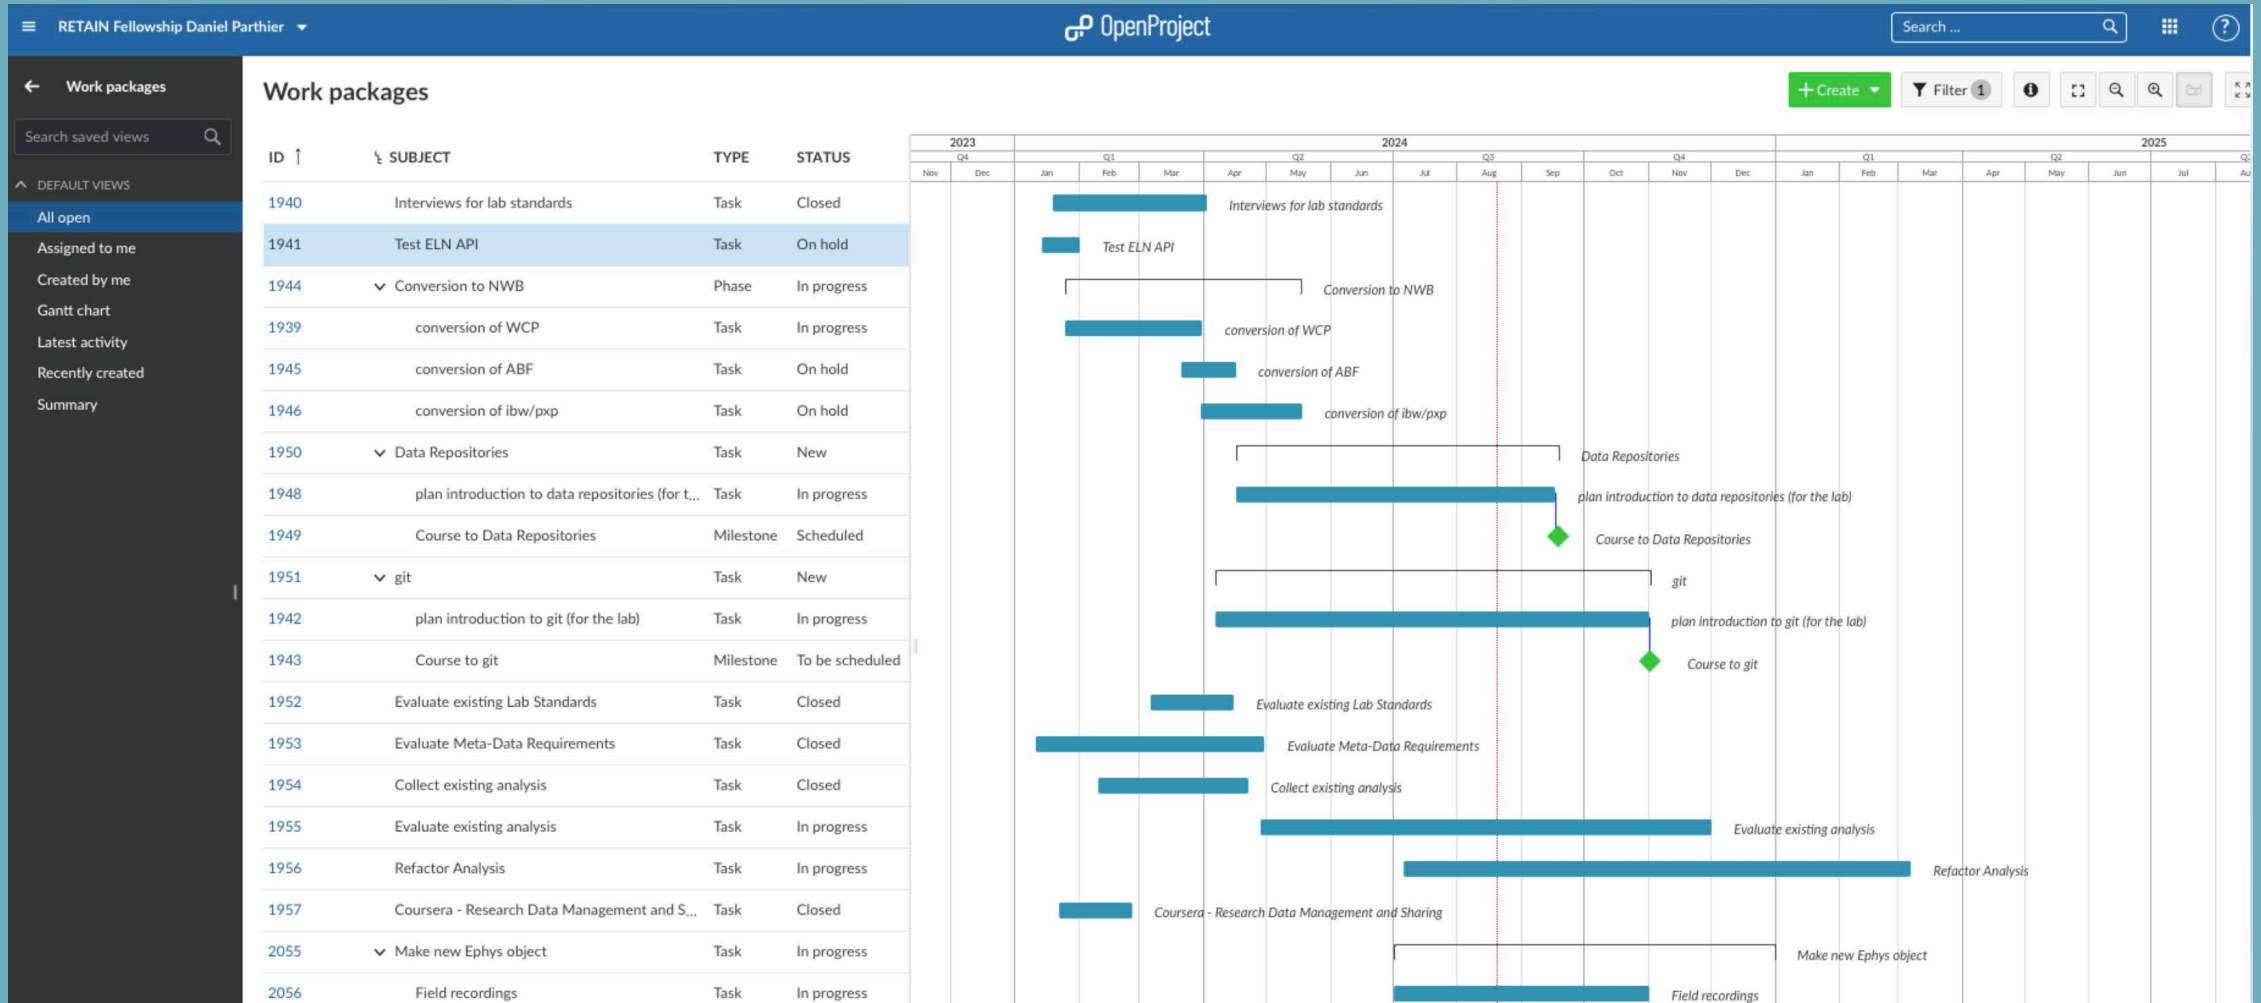 RETAIN Fellowship Daniel Parthier
OpenProject
Search ...
?
Work packages
Search saved views
DEFAULT VIEWS
All open
Assigned to me
Created by me
Gantt chart
Latest activity
Recently created
Summary
Work packages
+ Create
Filter 1
ID ↑ SUBJECT TYPE STATUS
2023 2024 2025
Q4 Q1 Q2 Q3 Q4 Q1 Q2
Nov Dec Jan Feb Mar Apr May Jun Jul Aug Sep Oct Nov Dec Jan Feb Mar Apr May Jun Jul Au
1940 Interviews for lab standards Task Closed Interviews for lab standards
1941 Test ELN API Task On hold Test ELN API
1944 Conversion to NWB Phase In progress Conversion to NWB
1939 conversion of WCP Task In progress conversion of WCP
1945 conversion of ABF Task On hold conversion of ABF
1946 conversion of ibw/pxp Task On hold conversion of ibw/pxp
1950 Data Repositories Task New Data Repositories
1948 plan introduction to data repositories (for t... Task In progress plan introduction to data repositories (for the lab)
1949 Course to Data Repositories Milestone Scheduled Course to Data Repositories
1951 git Task New git
1942 plan introduction to git (for the lab) Task In progress plan introduction to git (for the lab)
1943 Course to git Milestone To be scheduled Course to git
1952 Evaluate existing Lab Standards Task Closed Evaluate existing Lab Standards
1953 Evaluate Meta-Data Requirements Task Closed Evaluate Meta-Data Requirements
1954 Collect existing analysis Task Closed Collect existing analysis
1955 Evaluate existing analysis Task In progress Evaluate existing analysis
1956 Refactor Analysis Task In progress Refactor Analysis
1957 Coursera - Research Data Management and S... Task Closed Coursera - Research Data Management and Sharing
2055 Make new Ephys object Task In progress Make new Ephys object
2056 Field recordings Task In progress Field recordings